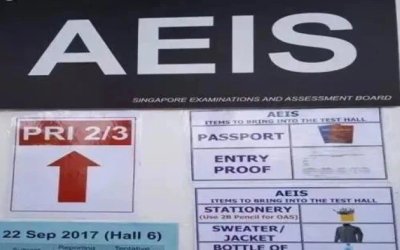 AEIS
SINGAPORE EXAMINATIONS AND ASSESSMENT BOARD
PRI 2/3
AEIS
ITEMS TO BRING INTO THE TEST HALL
PASSPORT
ENTRY
PROOF
AEIS
ITEMS TO BRING INTO THE TEST HALL
STATIONERY
(Use 2B Pencil for OAS)
SWEATER/
JACKET
BOTTLE OF
22 Sep 2017 (Hall 6)
Reporting